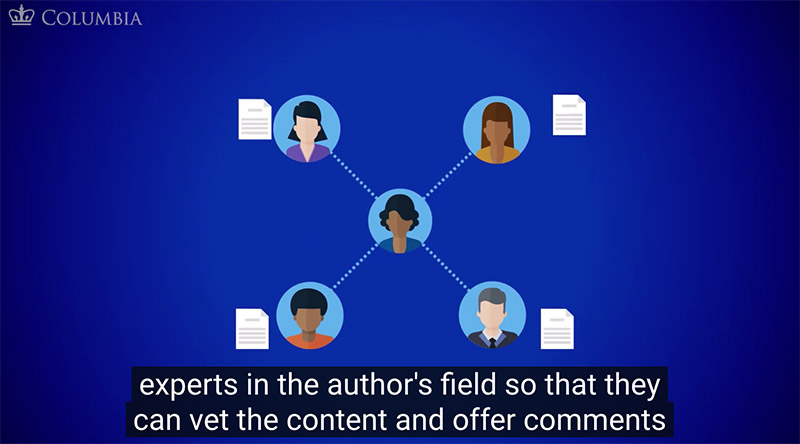 COLUMBIA
experts in the author's field so that they
can vet the content and offer comments